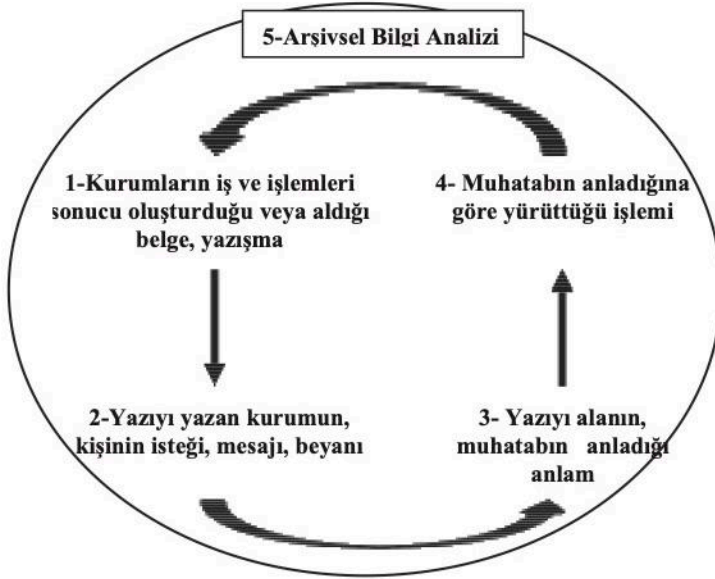 5-Arşivsel Bilgi Analizi
1-Kurumların iş ve işlemleri
sonucu oluşturduğu veya aldığı
belge, yazışma
4- Muhatabın anladığına
göre yürüttüğü işlemi
2-Yazıyı yazan kurumun,
kişinin isteği, mesajı, beyanı
3- Yazıyı alanın,
muhatabın anladığı
anlam